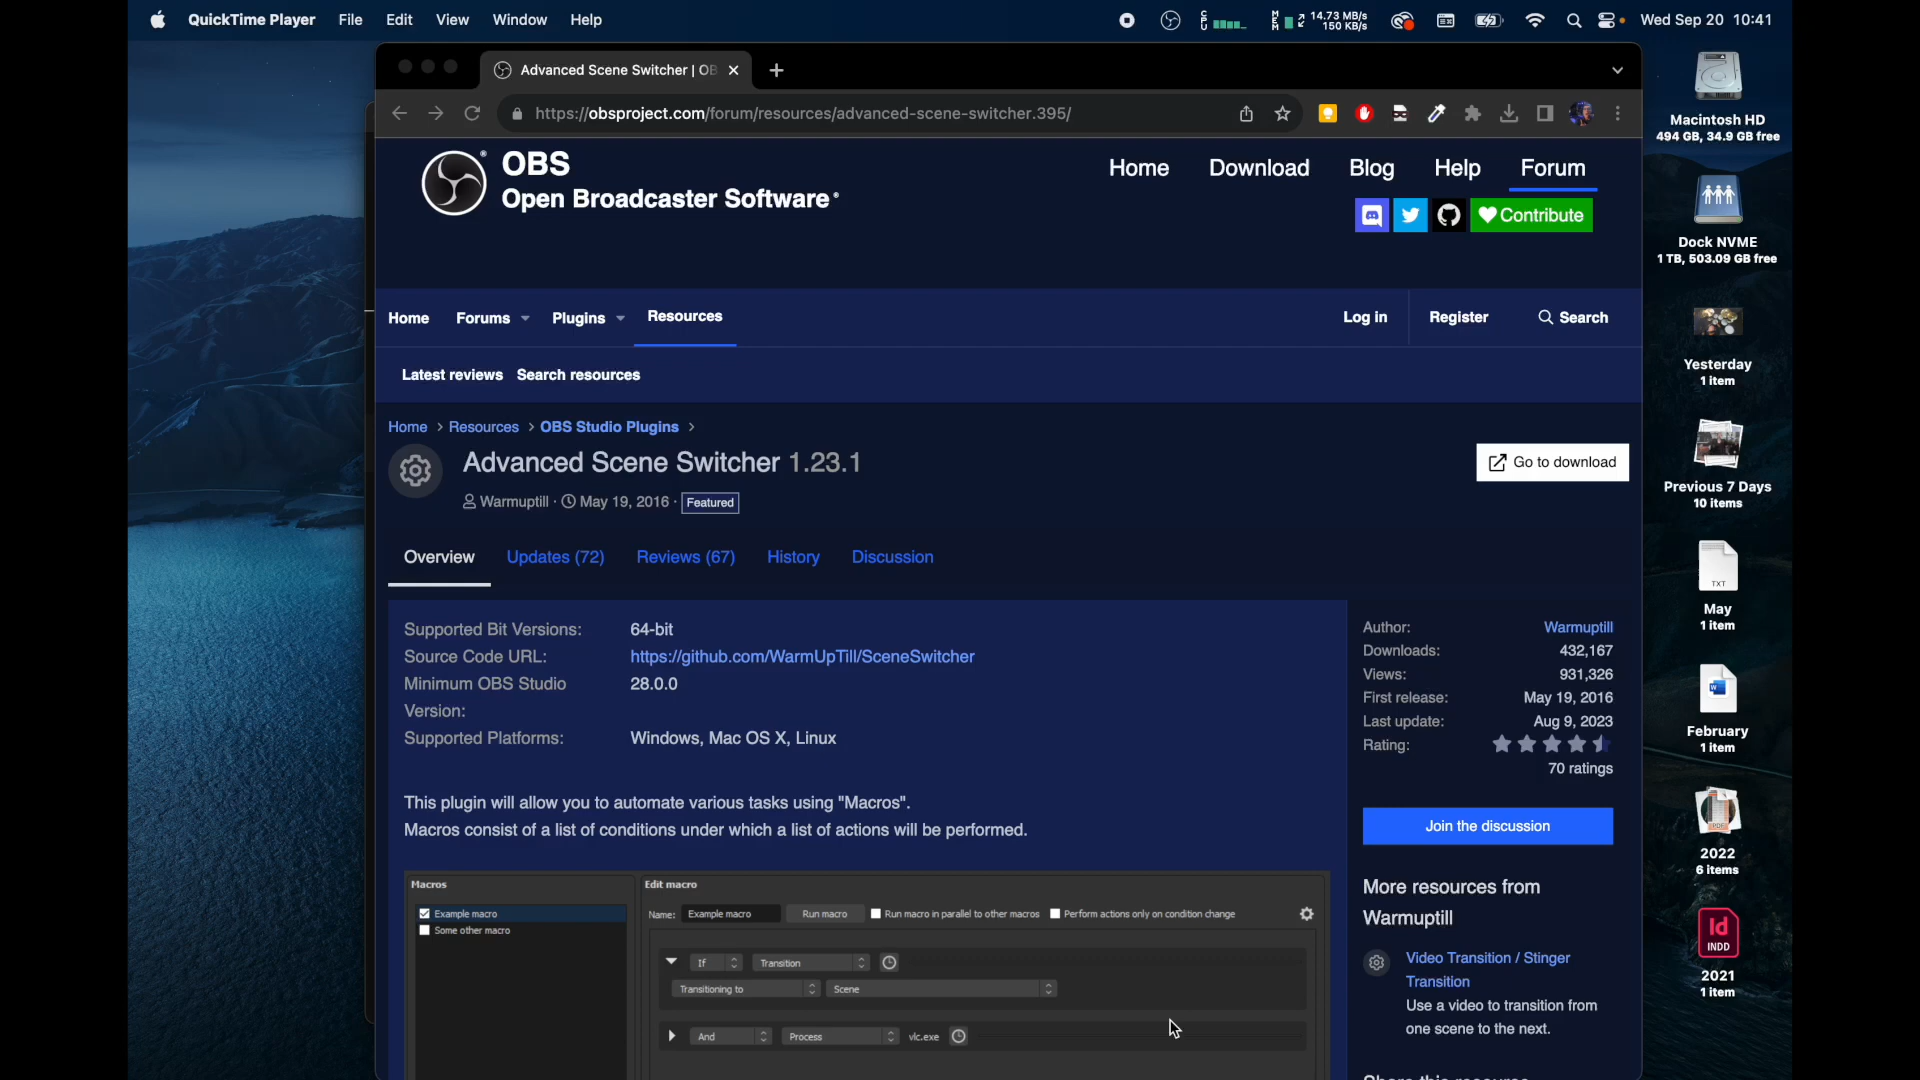 QuickTime Player File Edit View Window Help
14.73 MB/s
150 KB/s
Wed Sep 20 10:41
Advanced Scene Switcher | OB
https://obsproject.com/forum/resources/advanced-scene-switcher.395/
OBS
Open Broadcaster Software®
Home Download Blog Help Forum
Contribute
Home Forums Plugins Resources
Log in Register Search
Latest reviews Search resources
Home › Resources › OBS Studio Plugins ›
Advanced Scene Switcher 1.23.1
Go to download
Warmuptill · May 19, 2016 · Featured
Overview Updates (72) Reviews (67) History Discussion
Supported Bit Versions: 64-bit
Source Code URL: https://github.com/WarmUpTill/SceneSwitcher
Minimum OBS Studio 28.0.0
Version:
Supported Platforms: Windows, Mac OS X, Linux
This plugin will allow you to automate various tasks using "Macros".
Macros consist of a list of conditions under which a list of actions will be performed.
Macros
Example macro
Some other macro
Edit macro
Name: Example macro Run macro Run macro in parallel to other macros Perform actions only on condition change
If Transition
Transitioning to Scene
And Process vlc.exe
Author: Warmuptill
Downloads: 432,167
Views: 931,326
First release: May 19, 2016
Last update: Aug 9, 2023
Rating:
70 ratings
Join the discussion
More resources from
Warmuptill
Video Transition / Stinger
Transition
Use a video to transition from
one scene to the next.
Macintosh HD
494 GB, 34.9 GB free
Dock NVME
1 TB, 503.09 GB free
Yesterday
1 item
Previous 7 Days
10 items
TXT
May
1 item
W
February
1 item
PDF
2022
6 items
Id
INDD
2021
1 item